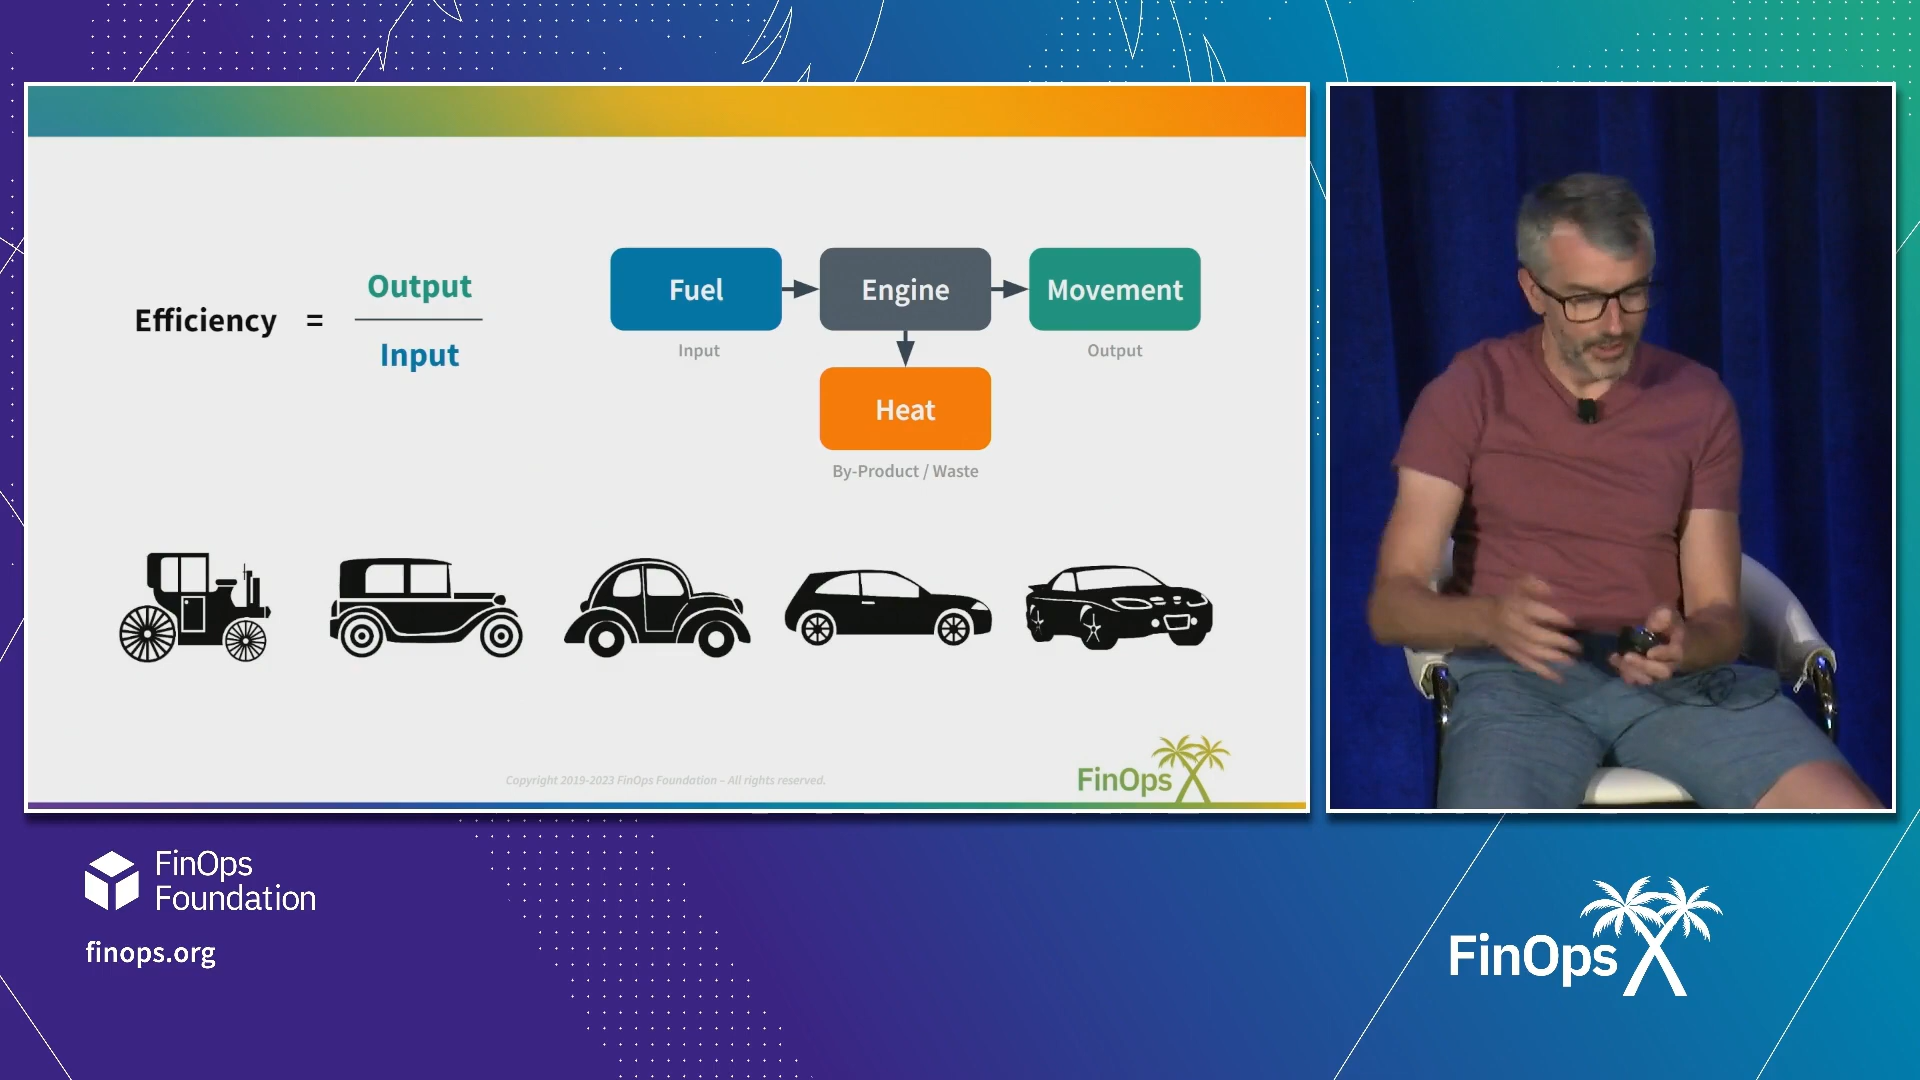 Efficiency
=
Output
Input
Fuel
Engine
Movement
Input
Output
Heat
By-Product / Waste
Copyright 2019-2023 FinOps Foundation – All rights reserved.
FinOps X
FinOps
Foundation
finops.org
FinOps X